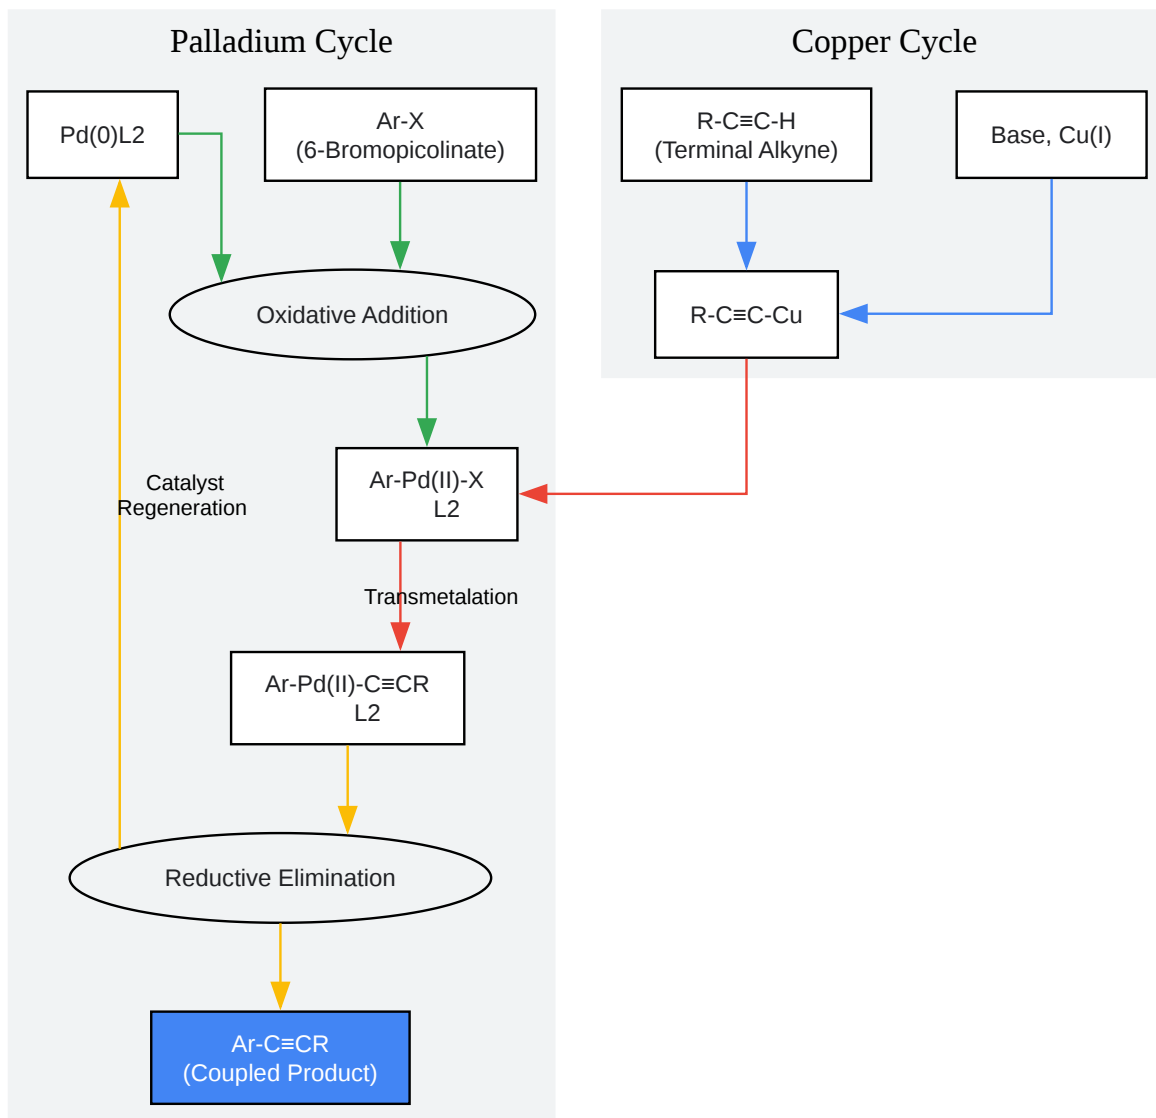 Palladium Cycle
Copper Cycle
Pd(0)L2
Ar-X
(6-Bromopicolinate)
R-C≡C-H
(Terminal Alkyne)
Base, Cu(I)
Oxidative Addition
R-C≡C-Cu
Catalyst
Regeneration
Ar-Pd(II)-X
L2
Transmetalation
Ar-Pd(II)-C≡CR
L2
Reductive Elimination
Ar-C≡CR
(Coupled Product)